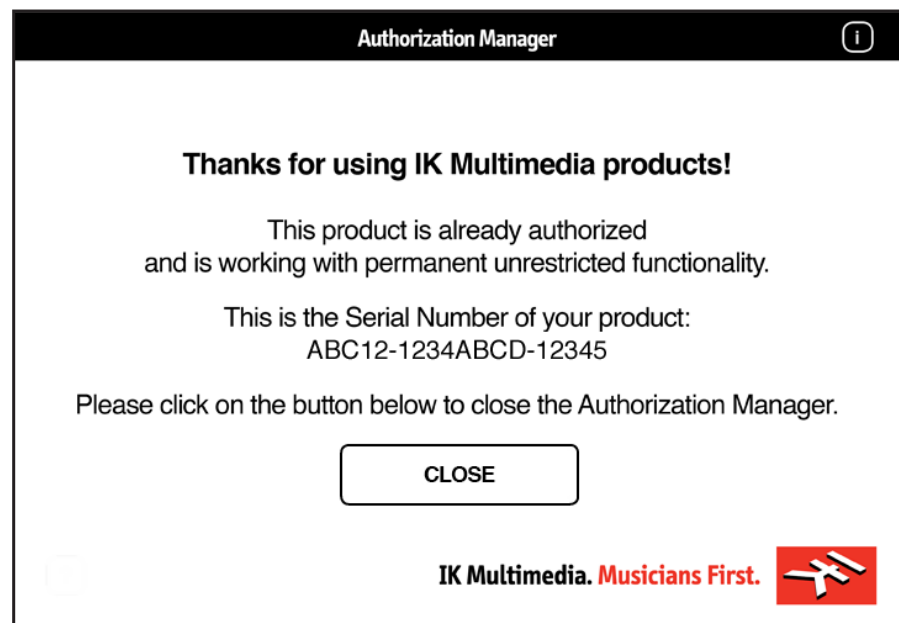 Authorization Manager
i
Thanks for using IK Multimedia products!
This product is already authorized
and is working with permanent unrestricted functionality.
This is the Serial Number of your product:
ABC12-1234ABCD-12345
Please click on the button below to close the Authorization Manager.
CLOSE
IK Multimedia. Musicians First.